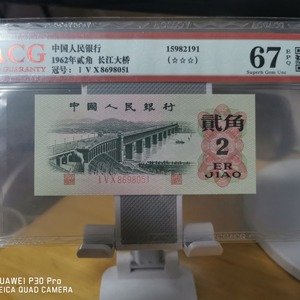 ACG
GUARANTY
中国人民银行
1962年贰角 长江大桥
冠号: I V X 8698051
15982191
(☆☆☆)
67 EPQ
Superb Gem Unc
中國人民銀行
貳角
2
ER
JIAO
I V X 8698051
HUAWEI P30 Pro
LEICA QUAD CAMERA